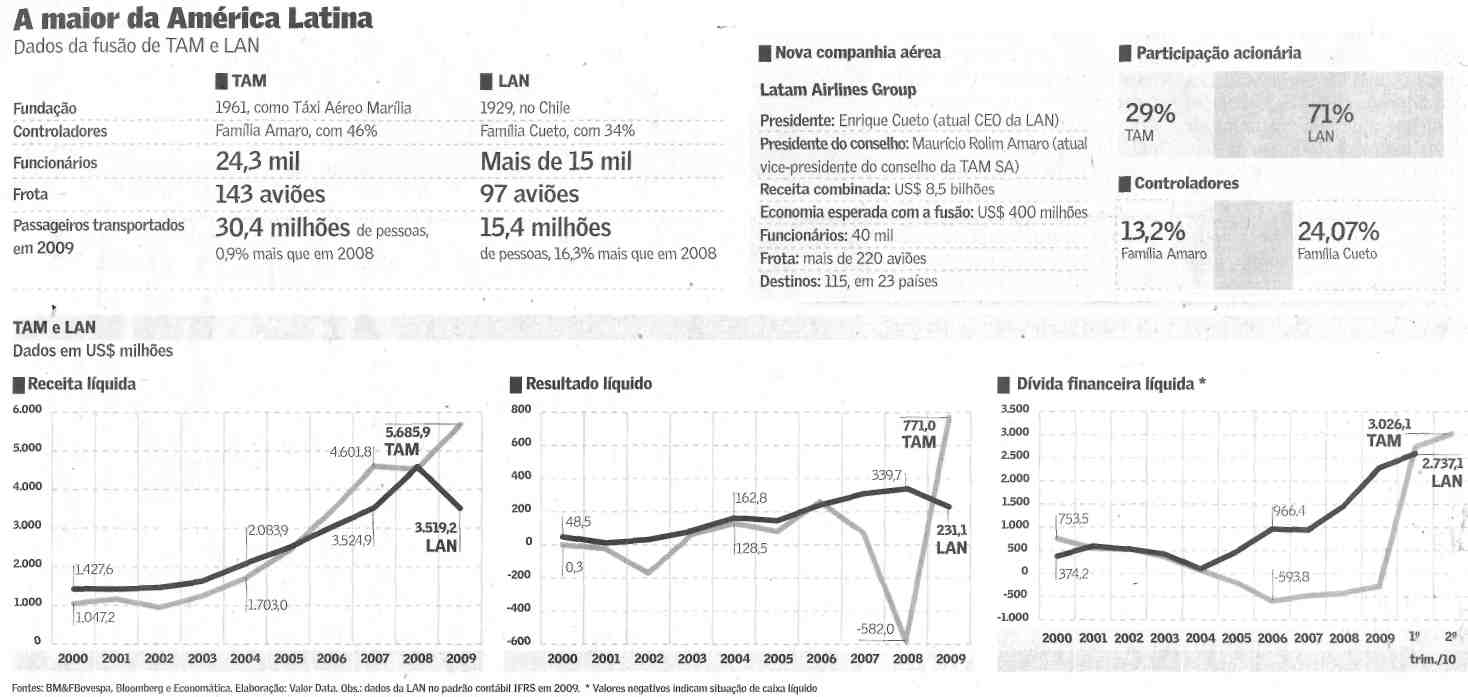 A maior da América Latina
Dados da fusão de TAM e LAN
TAM LAN
Fundação 1961, como Táxi Aéreo Marília 1929, no Chile
Controladores Família Amaro, com 46% Família Cueto, com 34%
Funcionários 24,3 mil Mais de 15 mil
Frota 143 aviões 97 aviões
Passageiros transportados 30,4 milhões de pessoas, 15,4 milhões
em 2009 0,9% mais que em 2008 de pessoas, 16,3% mais que em 2008
Nova companhia aérea
Latam Airlines Group
Presidente: Enrique Cueto (atual CEO da LAN)
Presidente do conselho: Maurício Rolim Amaro (atual
vice-presidente do conselho da TAM SA)
Receita combinada: US$ 8,5 bilhões
Economia esperada com a fusão: US$ 400 milhões
Funcionários: 40 mil
Frota: mais de 220 aviões
Destinos: 115, em 23 países
Participação acionária
29% 71%
TAM LAN
Controladores
13,2% 24,07%
Família Amaro Família Cueto
TAM e LAN
Dados em US$ milhões
Receita líquida
6.000
5.000
4.000
3.000
2.000
1.000
0
5.685,9
TAM
4.601,8
2.083,9
3.524,9
3.519,2
LAN
1.427,6
1.703,0
1.047,2
2000 2001 2002 2003 2004 2005 2006 2007 2008 2009
Resultado líquido
800
600
400
200
0
-200
-400
-600
771,0
TAM
339,7
162,8
48,5
128,5
231,1
LAN
0,3
-582,0
2000 2001 2002 2003 2004 2005 2006 2007 2008 2009
Dívida financeira líquida *
3.500
3.000
2.500
1.500
1.000
500
0
-500
-1.000
3.026,1
TAM
2.737,1
LAN
753,5
966,4
374,2
-593,8
2000 2001 2002 2003 2004 2005 2006 2007 2008 2009 1º 2º
trim./10
Fontes: BM&FBovespa, Bloomberg e Economática. Elaboração: Valor Data. Obs.: dados da LAN no padrão contábil IFRS em 2009. * Valores negativos indicam situação de caixa líquido